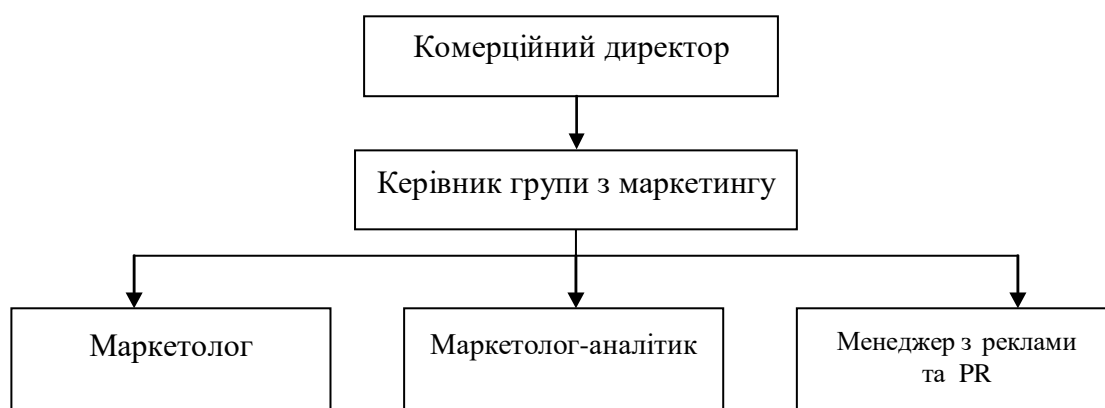 Комерційний директор
Керівник групи з маркетингу
Маркетолог
Маркетолог-аналітик
Менеджер з реклами
та PR